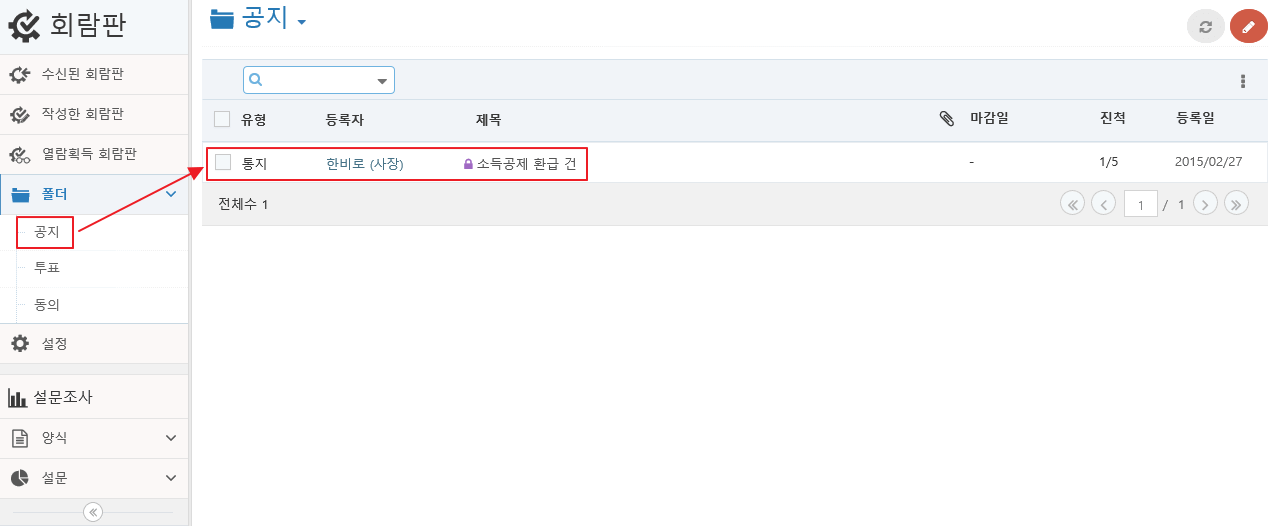 회람판
수신된 회람판
작성한 회람판
열람획득 회람판
폴더
공지
투표
동의
설정
설문조사
양식
설문
공지
유형 등록자 제목 마감일 진척 등록일
통지 한비로 (사장) 소득공제 환급 건 - 1/5 2015/02/27
전체수 1
1 / 1